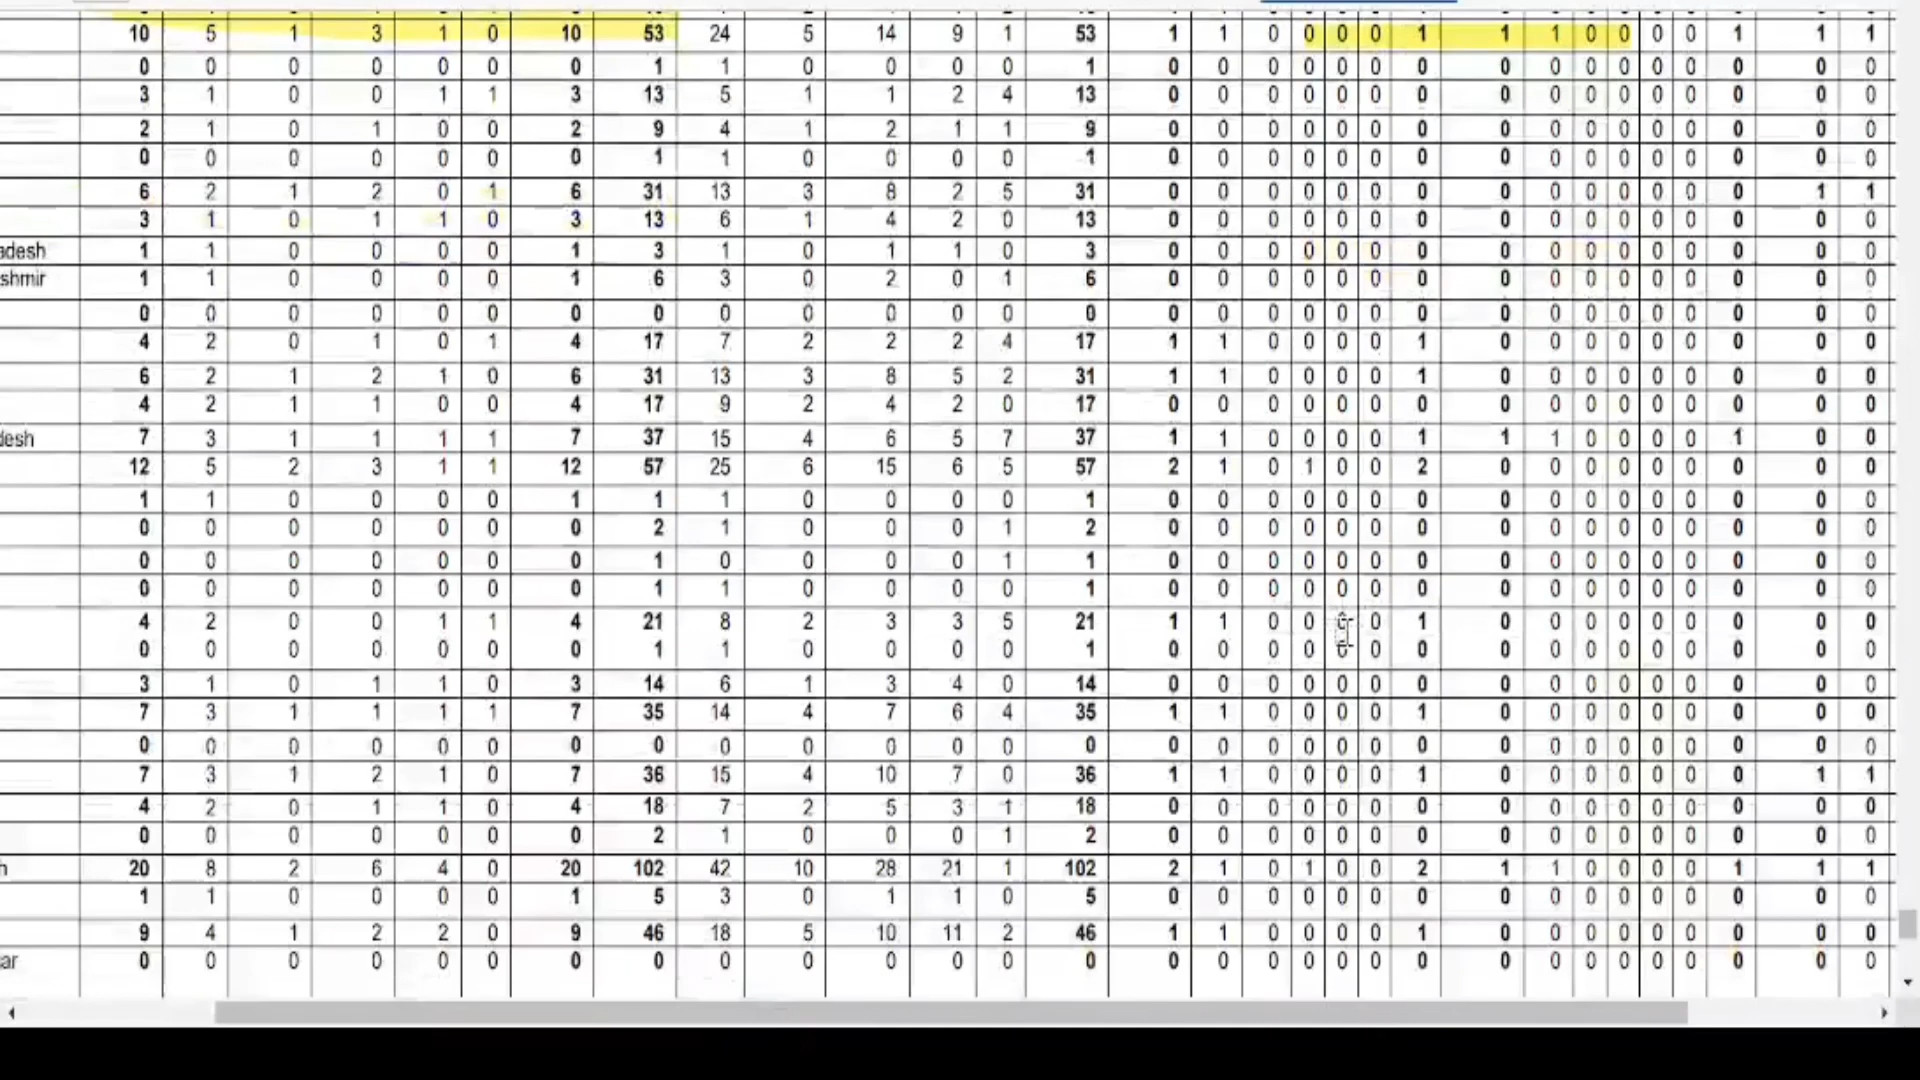 10 5 1 3 1 0 10 53 24 5 14 9 1 53 1 1 0 0 0 0 1 1 1 0 0 0 0 1 1 1
0 0 0 0 0 0 0 1 1 0 0 0 0 1 0 0 0 0 0 0 0 0 0 0 0 0 0 0 0 0
3 1 0 0 1 1 3 13 5 1 1 2 4 13 0 0 0 0 0 0 0 0 0 0 0 0 0 0 0 0
2 1 0 1 0 0 2 9 4 1 2 1 1 9 0 0 0 0 0 0 0 0 0 0 0 0 0 0 0 0
0 0 0 0 0 0 0 1 1 0 0 0 0 1 0 0 0 0 0 0 0 0 0 0 0 0 0 0 0 0
6 2 1 2 0 1 6 31 13 3 8 2 5 31 0 0 0 0 0 0 0 0 0 0 0 0 0 0 1 1
3 1 0 1 1 0 3 13 6 1 4 2 0 13 0 0 0 0 0 0 0 0 0 0 0 0 0 0 0 0
adesh 1 1 0 0 0 0 1 3 1 0 1 1 0 3 0 0 0 0 0 0 0 0 0 0 0 0 0 0 0 0
shmir 1 1 0 0 0 0 1 6 3 0 2 0 1 6 0 0 0 0 0 0 0 0 0 0 0 0 0 0 0 0
0 0 0 0 0 0 0 0 0 0 0 0 0 0 0 0 0 0 0 0 0 0 0 0 0 0 0 0 0 0
4 2 0 1 0 1 4 17 7 2 2 2 4 17 1 1 0 0 0 0 1 0 0 0 0 0 0 0 0 0
6 2 1 2 1 0 6 31 13 3 8 5 2 31 1 1 0 0 0 0 1 0 0 0 0 0 0 0 0 0
4 2 1 1 0 0 4 17 9 2 4 2 0 17 0 0 0 0 0 0 0 0 0 0 0 0 0 0 0 0
desh 7 3 1 1 1 1 7 37 15 4 6 5 7 37 1 1 0 0 0 0 1 1 1 0 0 0 0 1 0 0
12 5 2 3 1 1 12 57 25 6 15 6 5 57 2 1 0 1 0 0 2 0 0 0 0 0 0 0 0 0
1 1 0 0 0 0 1 1 1 0 0 0 0 1 0 0 0 0 0 0 0 0 0 0 0 0 0 0 0 0
0 0 0 0 0 0 0 2 1 0 0 0 1 2 0 0 0 0 0 0 0 0 0 0 0 0 0 0 0 0
0 0 0 0 0 0 0 1 0 0 0 0 1 1 0 0 0 0 0 0 0 0 0 0 0 0 0 0 0 0
0 0 0 0 0 0 0 1 1 0 0 0 0 1 0 0 0 0 0 0 0 0 0 0 0 0 0 0 0 0
4 2 0 0 1 1 4 21 8 2 3 3 5 21 1 1 0 0 0 0 1 0 0 0 0 0 0 0 0 0
0 0 0 0 0 0 0 1 1 0 0 0 0 1 0 0 0 0 0 0 0 0 0 0 0 0 0 0 0 0
3 1 0 1 1 0 3 14 6 1 3 4 0 14 0 0 0 0 0 0 0 0 0 0 0 0 0 0 0 0
7 3 1 1 1 1 7 35 14 4 7 6 4 35 1 1 0 0 0 0 1 0 0 0 0 0 0 0 0 0
0 0 0 0 0 0 0 0 0 0 0 0 0 0 0 0 0 0 0 0 0 0 0 0 0 0 0 0 0 0
7 3 1 2 1 0 7 36 15 4 10 7 0 36 1 1 0 0 0 0 1 0 0 0 0 0 0 0 1 1
4 2 0 1 1 0 4 18 7 2 5 3 1 18 0 0 0 0 0 0 0 0 0 0 0 0 0 0 0 0
0 0 0 0 0 0 0 2 1 0 0 0 1 2 0 0 0 0 0 0 0 0 0 0 0 0 0 0 0 0
h 20 8 2 6 4 0 20 102 42 10 28 21 1 102 2 1 0 1 0 0 2 1 1 0 0 0 0 1 1 1
1 1 0 0 0 0 1 5 3 0 1 1 0 5 0 0 0 0 0 0 0 0 0 0 0 0 0 0 0 0
9 4 1 2 2 0 9 46 18 5 10 11 2 46 1 1 0 0 0 0 1 0 0 0 0 0 0 0 0 0
ar 0 0 0 0 0 0 0 0 0 0 0 0 0 0 0 0 0 0 0 0 0 0 0 0 0 0 0 0 0 0